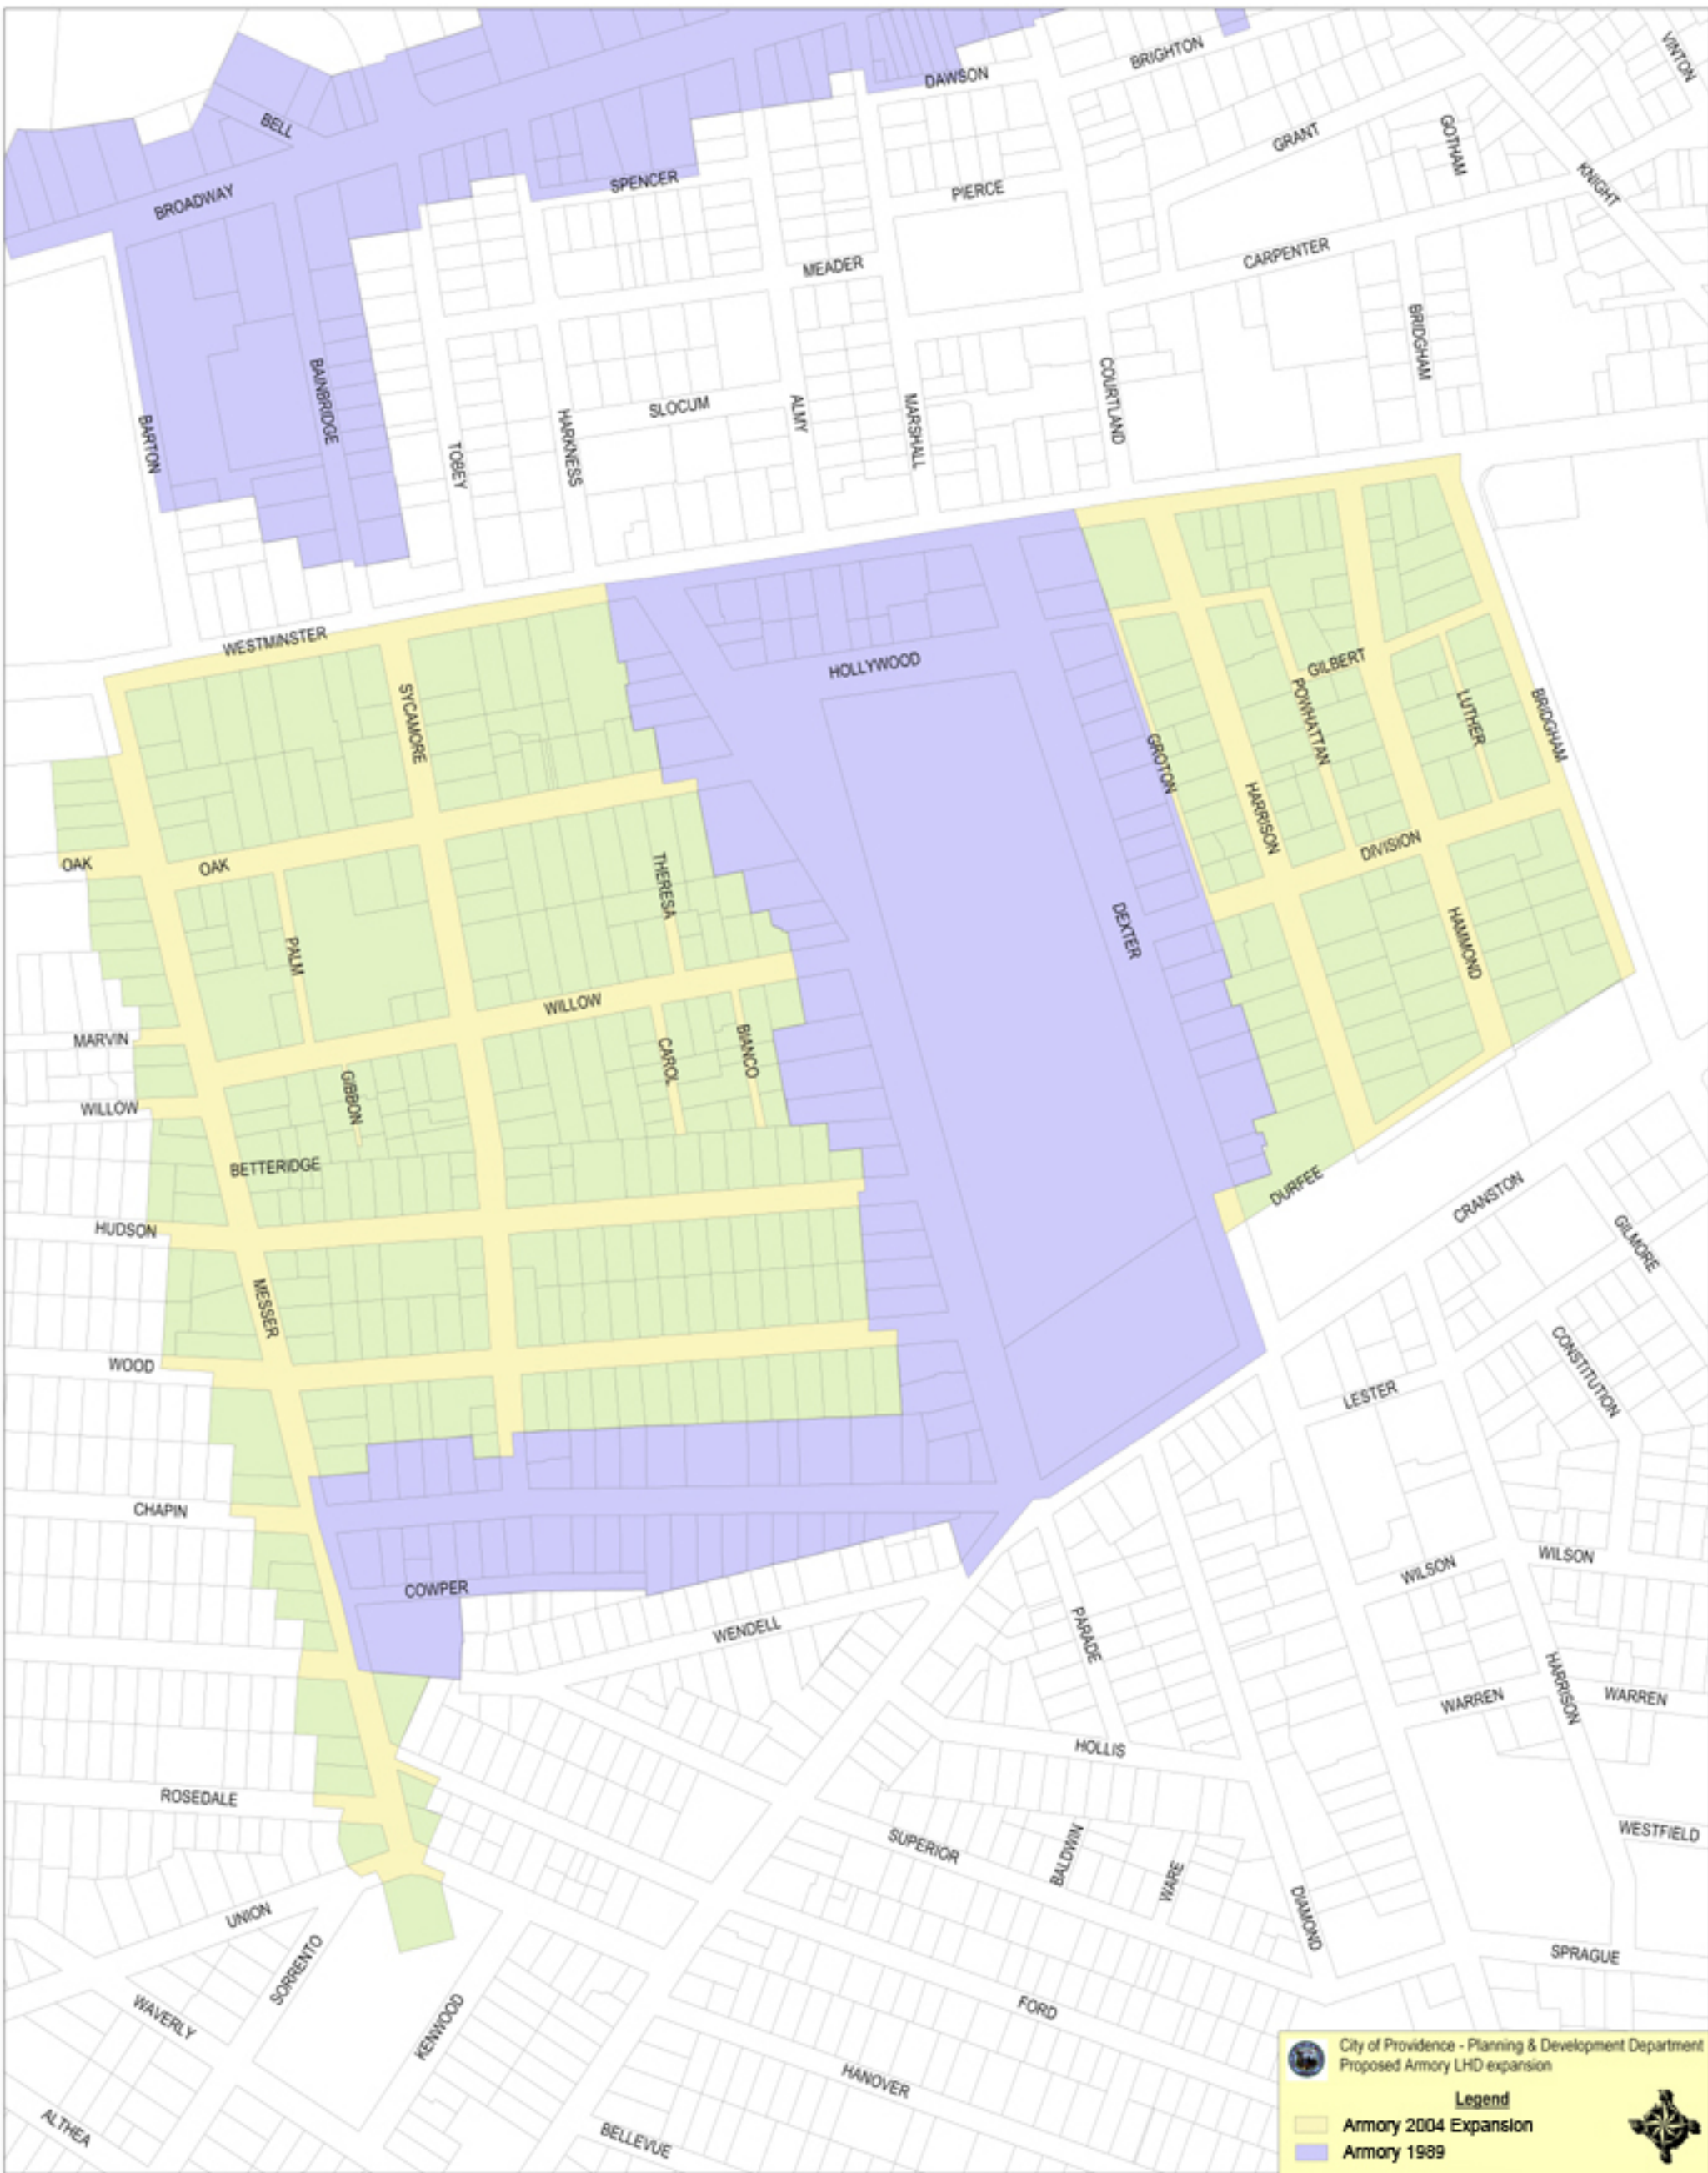 VINTON
BRIGHTON
DAWSON
BELL
GRANT
GOTHAM
KNIGHT
SPENCER
PIERCE
BROADWAY
CARPENTER
MEADER
BRIDGHAM
BAINBRIDGE
COURTLAND
SLOCUM
ALMY
MARSHALL
BARTON
HARKNESS
TOBEY
WESTMINSTER
HOLLYWOOD
GILBERT
SYCAMORE
POWHATTAN
LUTHER
BRIDGHAM
GROTON
HARRISON
DIVISION
OAK
OAK
THERESA
DEXTER
HAMMOND
PALM
WILLOW
MARVIN
BIANCO
CAROL
GIBBON
WILLOW
BETTERIDGE
DURFEE
CRANSTON
HUDSON
GILMORE
MESSER
WOOD
CONSTITUTION
LESTER
CHAPIN
WILSON
WILSON
COWPER
WENDELL
PARADE
HARRISON
WARREN
WARREN
HOLLIS
ROSEDALE
WESTFIELD
SUPERIOR
BALDWIN
WARE
UNION
DIAMOND
SORRENTO
SPRAGUE
WAVERLY
KENWOOD
FORD
HANOVER
ALTHEA
BELLEVUE
City of Providence - Planning & Development Department
Proposed Armory LHD expansion
Legend
Armory 2004 Expansion
Armory 1989